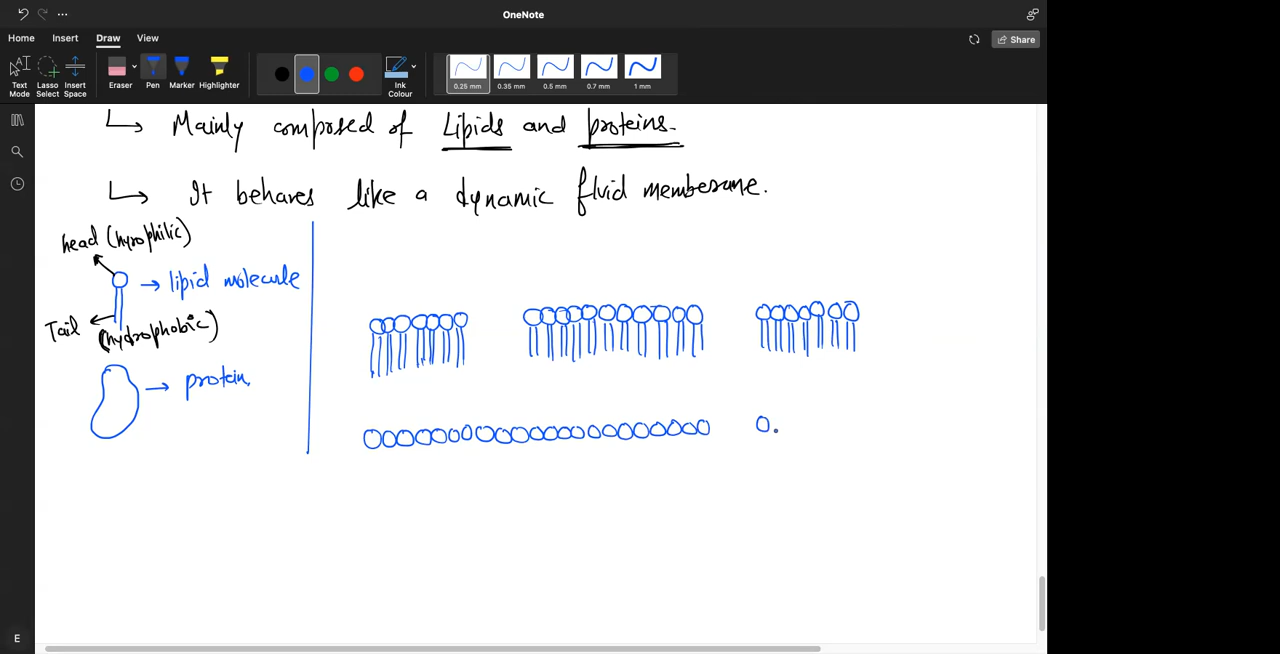 OneNote
Home Insert Draw View
Share
Text Mode
Lasso Select
Insert Space
Eraser
Pen
Marker
Highlighter
Ink Colour
0.25 mm
0.35 mm
0.5 mm
0.7 mm
1 mm
Mainly composed of Lipids and proteins.
It behaves like a dynamic fluid memberane.
head (hyrophilic)
lipid molecule
Tail (hydrophobic)
protein
E